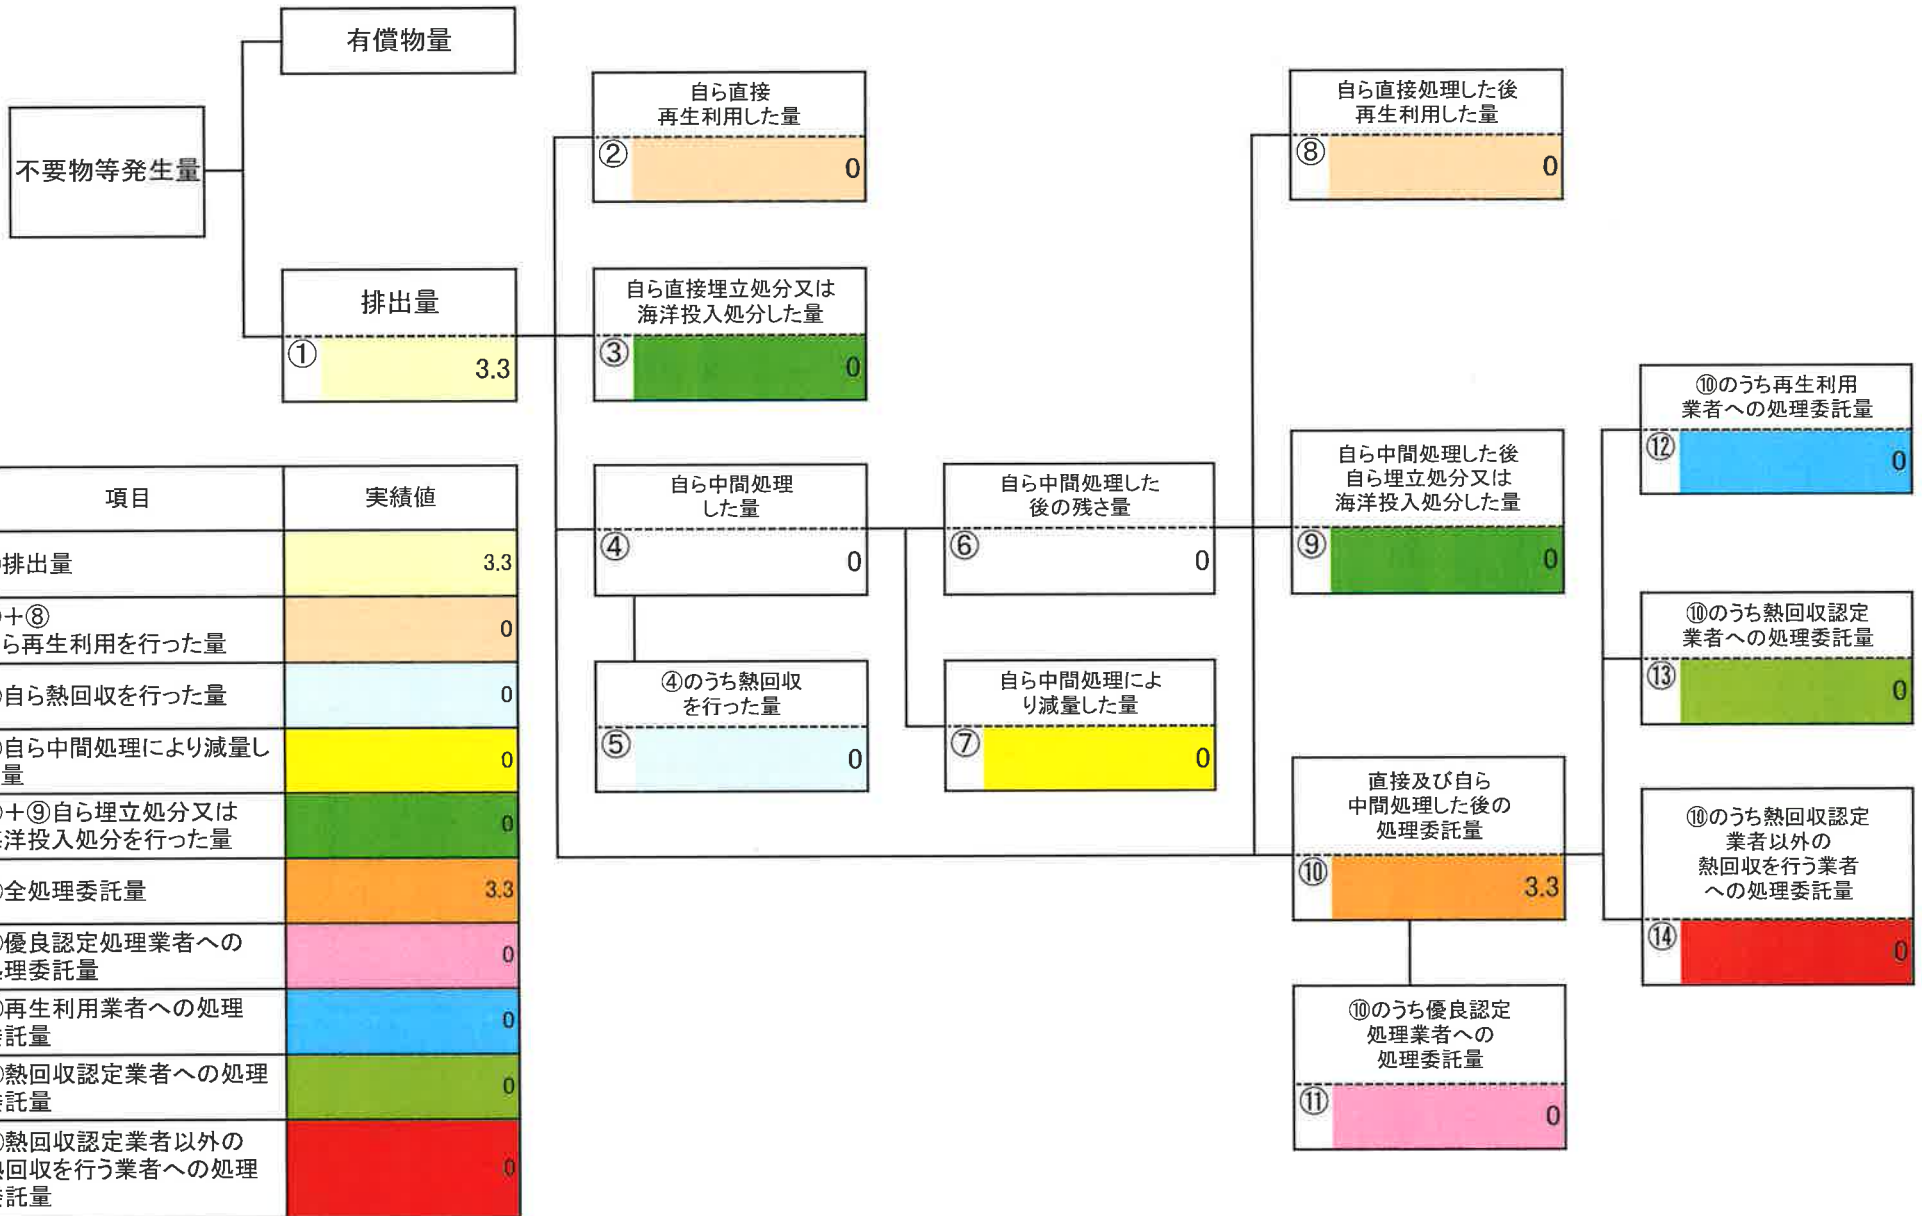 有償物量
不要物等発生量
排出量
①
3.3
自ら直接
再生利用した量
②
0
自ら直接埋立処分又は
海洋投入処分した量
③
0
自ら中間処理
した量
④
0
④のうち熱回収
を行った量
⑤
0
自ら中間処理した
後の残さ量
⑥
0
自ら中間処理によ
り減量した量
⑦
0
自ら直接処理した後
再生利用した量
⑧
0
自ら中間処理した後
自ら埋立処分又は
海洋投入処分した量
⑨
0
直接及び自ら
中間処理した後の
処理委託量
⑩
3.3
⑩のうち優良認定
処理業者への
処理委託量
⑪
0
⑩のうち再生利用
業者への処理委託量
⑫
0
⑩のうち熱回収認定
業者への処理委託量
⑬
0
⑩のうち熱回収認定
業者以外の
熱回収を行う業者
への処理委託量
⑭
0
項目 実績値
排出量 3.3
+⑧
ら再生利用を行った量 0
自ら熱回収を行った量 0
自ら中間処理により減量し
量 0
+⑨自ら埋立処分又は
洋投入処分を行った量 0
全処理委託量 3.3
優良認定処理業者への
理委託量 0
再生利用業者への処理
託量 0
熱回収認定業者への処理
託量 0
熱回収認定業者以外の
回収を行う業者への処理
託量 0